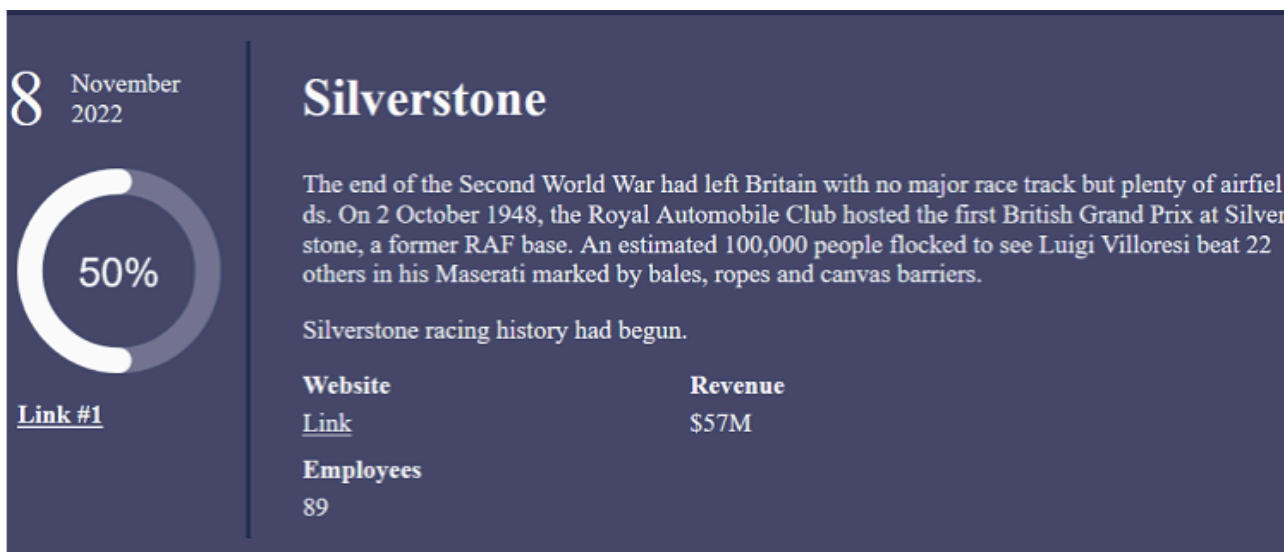 8 November
2022
50%
Link #1
Silverstone
The end of the Second World War had left Britain with no major race track but plenty of airfiel
ds. On 2 October 1948, the Royal Automobile Club hosted the first British Grand Prix at Silver
stone, a former RAF base. An estimated 100,000 people flocked to see Luigi Villoresi beat 22
others in his Maserati marked by bales, ropes and canvas barriers.
Silverstone racing history had begun.
Website
Link
Revenue
$57M
Employees
89